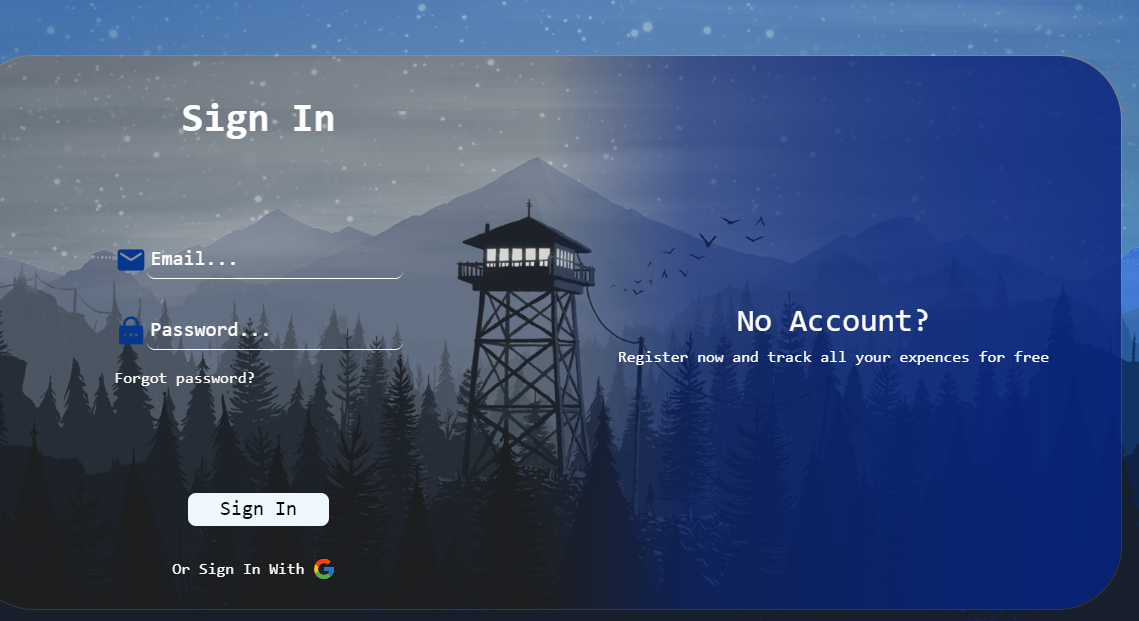 Sign In
Email...
Password...
Forgot password?
Sign In
Or Sign In With
No Account?
Register now and track all your expences for free